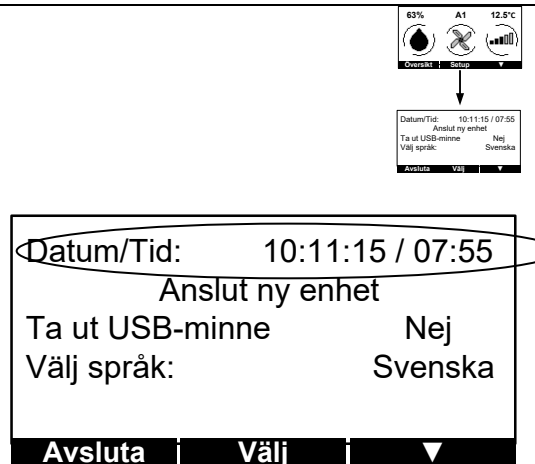 63% A1 12.5°C
Översikt Setup ▼
Datum/Tid: 10:11:15 / 07:55
Anslut ny enhet
Ta ut USB-minne Nej
Välj språk: Svenska
Avsluta Välj ▼
Datum/Tid: 10:11:15 / 07:55
Anslut ny enhet
Ta ut USB-minne Nej
Välj språk: Svenska
Avsluta Välj ▼